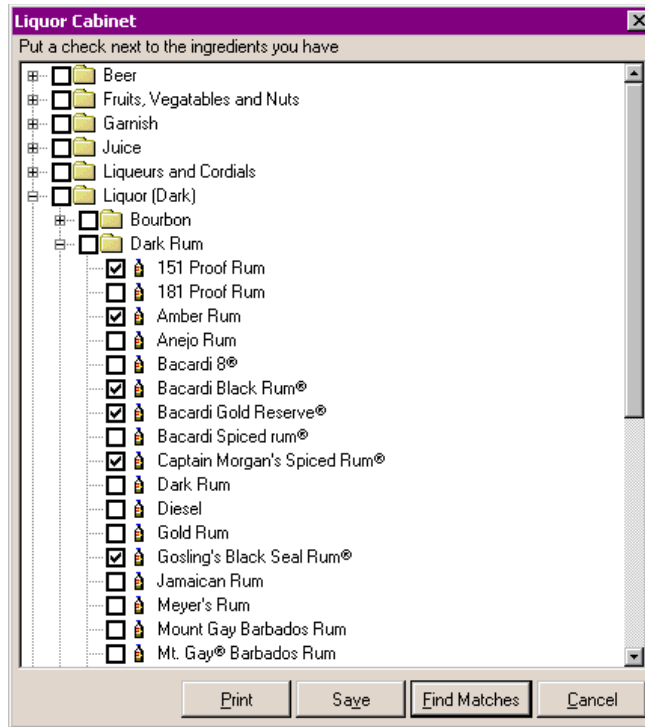 Liquor Cabinet
Put a check next to the ingredients you have
Beer
Fruits, Vegatables and Nuts
Garnish
Juice
Liqueurs and Cordials
Liquor (Dark)
Bourbon
Dark Rum
151 Proof Rum
181 Proof Rum
Amber Rum
Anejo Rum
Bacardi 8®
Bacardi Black Rum®
Bacardi Gold Reserve®
Bacardi Spiced rum®
Captain Morgan's Spiced Rum®
Dark Rum
Diesel
Gold Rum
Gosling's Black Seal Rum®
Jamaican Rum
Meyer's Rum
Mount Gay Barbados Rum
Mt. Gay® Barbados Rum
Print Save Find Matches Cancel